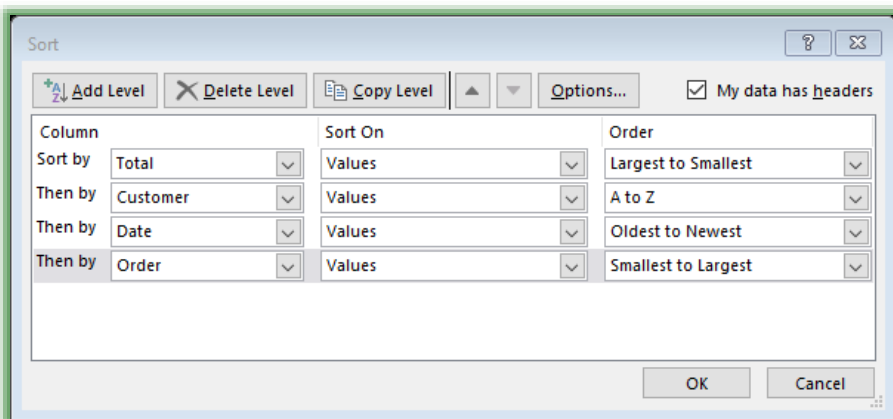 Sort
Add Level Delete Level Copy Level Options... My data has headers
Column Sort On Order
Sort by Total Values Largest to Smallest
Then by Customer Values A to Z
Then by Date Values Oldest to Newest
Then by Order Values Smallest to Largest
OK Cancel